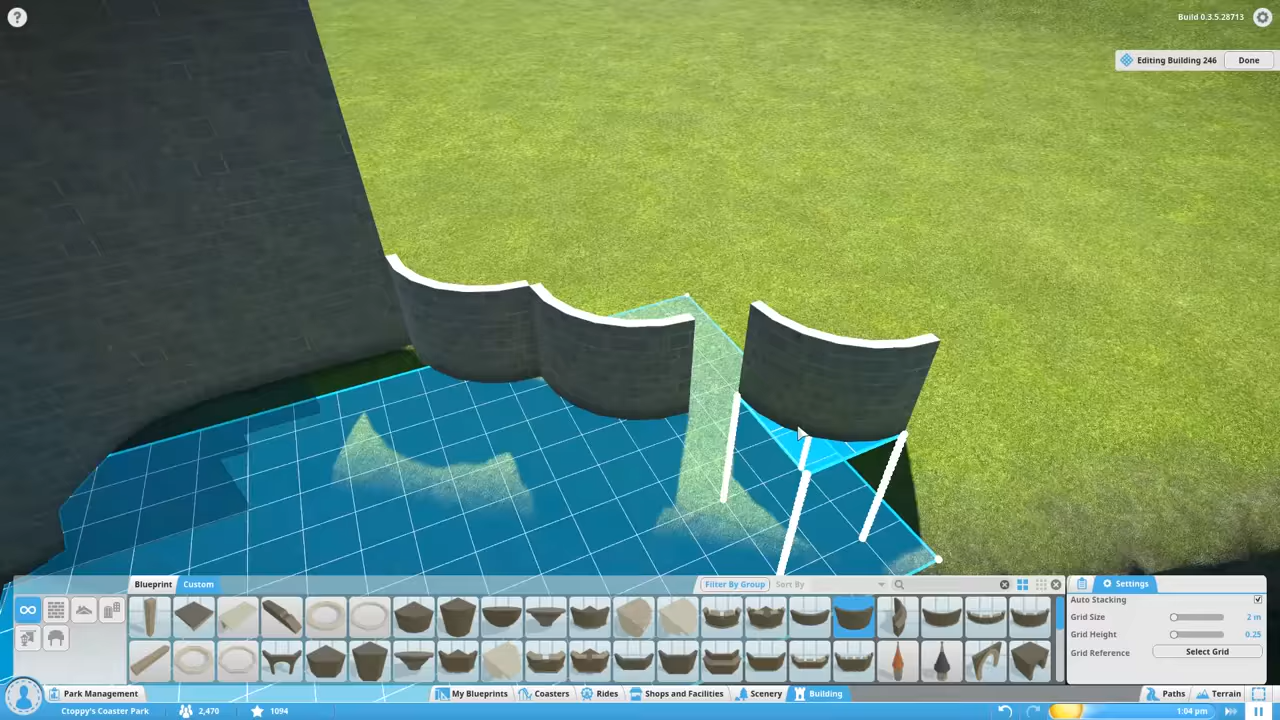 ?
Build 0.3.5.28713
Editing Building 246
Done
Blueprint
Custom
Filter By Group
Sort By
Settings
Auto Stacking
Grid Size
2 m
Grid Height
0.25
Grid Reference
Select Grid
Park Management
My Blueprints
Coasters
Rides
Shops and Facilities
Scenery
Building
Paths
Terrain
Ctoppy's Coaster Park
2,470
1094
1:04 pm